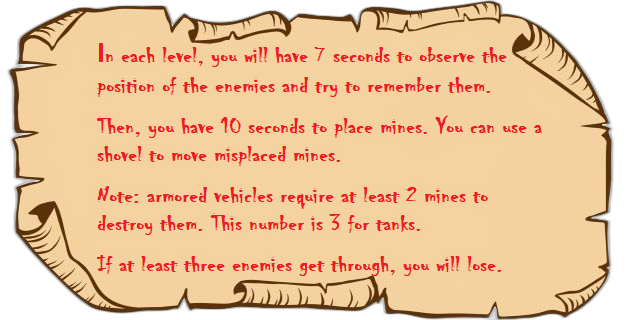 In each level, you will have 7 seconds to observe the
position of the enemies and try to remember them.
Then, you have 10 seconds to place mines. You can use a
shovel to move misplaced mines.
Note: armored vehicles require at least 2 mines to
destroy them. This number is 3 for tanks.
If at least three enemies get through, you will lose.